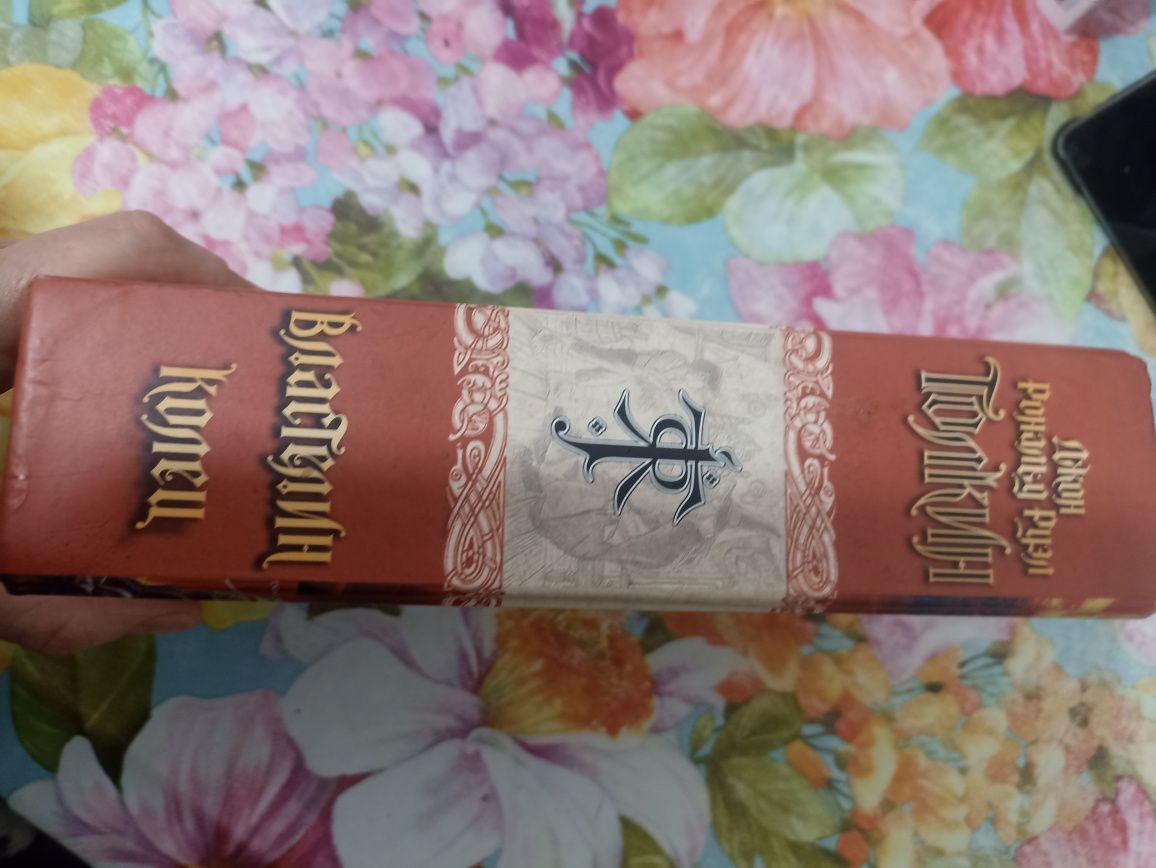 Джон
Рональд Руэл
Толкин
Властелин
Колец